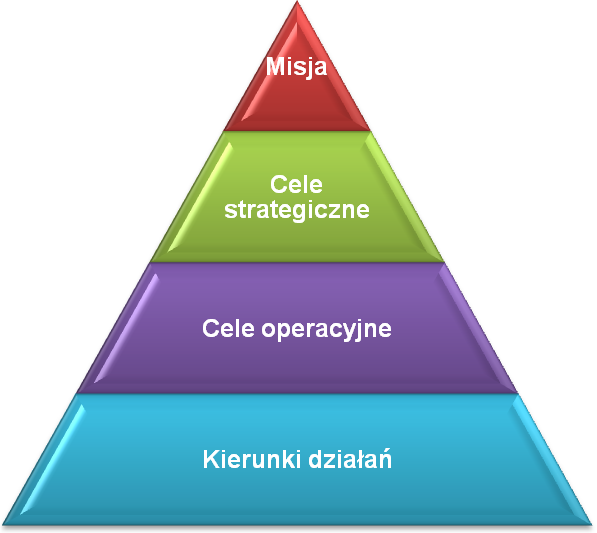 Misja
Cele
strategiczne
Cele operacyjne
Kierunki działań